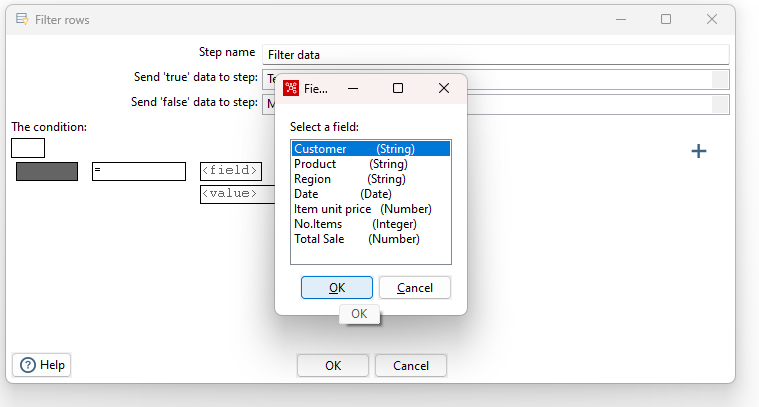 Filter rows
Step name Filter data
Send 'true' data to step: Te
Send 'false' data to step: M
The condition:
=
<field>
<value>
Fie...
Select a field:
Customer (String)
Product (String)
Region (String)
Date (Date)
Item unit price (Number)
No.Items (Integer)
Total Sale (Number)
OK Cancel
OK
Help OK Cancel